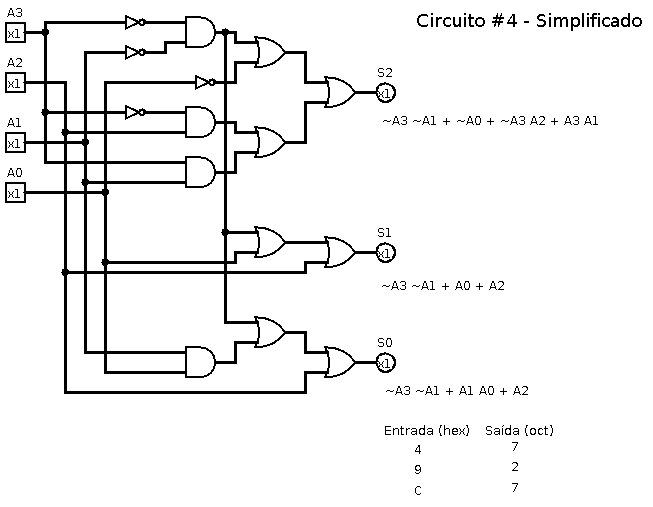 Circuito #4 - Simplificado
A3
x1
A2
x1
A1
x1
A0
x1
S2
x1
~A3 ~A1 + ~A0 + ~A3 A2 + A3 A1
S1
x1
~A3 ~A1 + A0 + A2
S0
x1
~A3 ~A1 + A1 A0 + A2
Entrada (hex) Saída (oct)
4 7
9 2
C 7